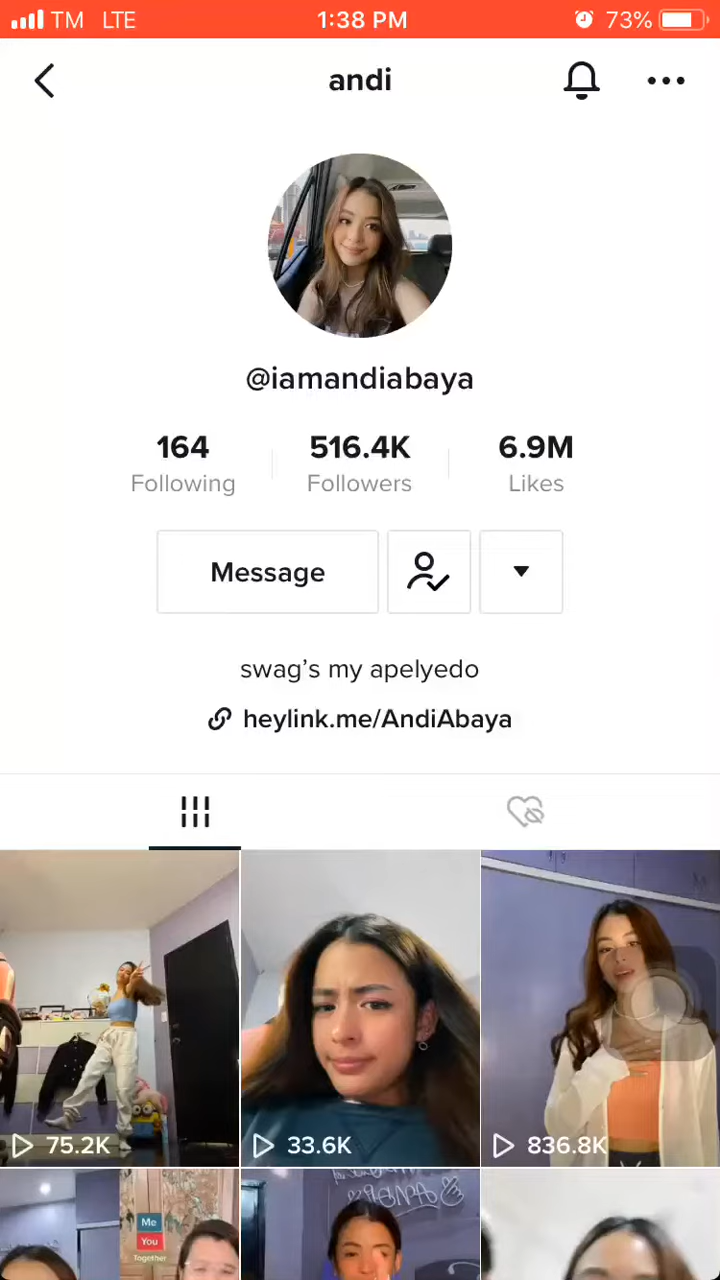 TM LTE 1:38 PM 73%
andi
@iamandiabaya
164 516.4K 6.9M
Following Followers Likes
Message
swag's my apelyedo
heylink.me/AndiAbaya
75.2K 33.6K 836.8K
Me
You
Together